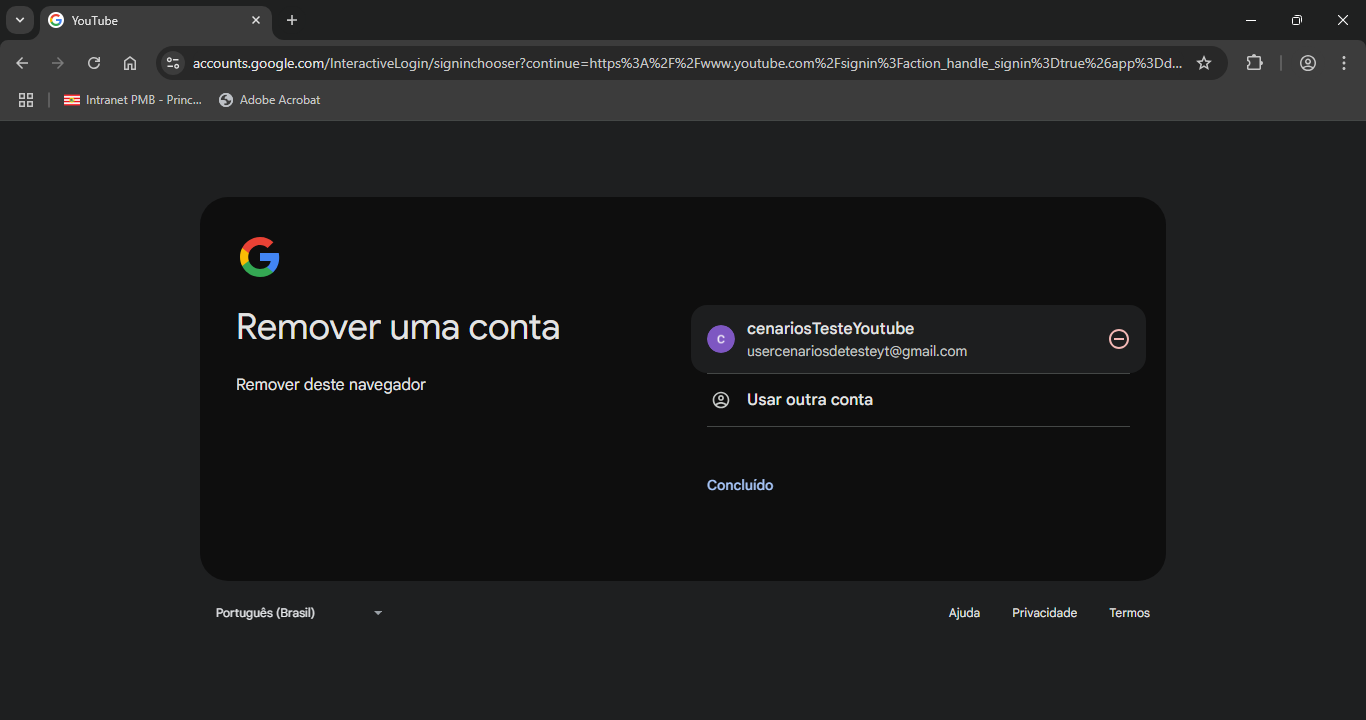 YouTube
accounts.google.com/InteractiveLogin/signinchooser?continue=https%3A%2F%2Fwww.youtube.com%2Fsignin%3Faction_handle_signin%3Dtrue%26app%3Dd...
Intranet PMB - Princ...
Adobe Acrobat
Remover uma conta
Remover deste navegador
C
cenariosTesteYoutube
usercenariosdetesteyt@gmail.com
Usar outra conta
Concluído
Português (Brasil)
Ajuda
Privacidade
Termos